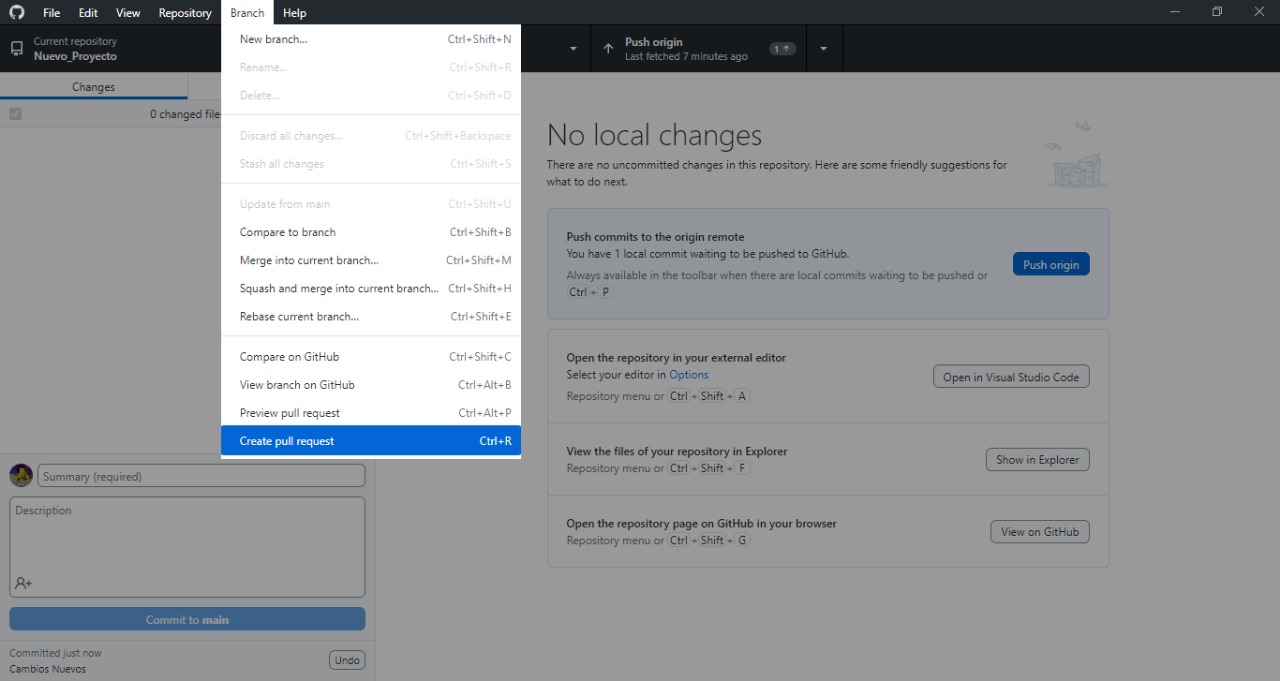 File Edit View Repository Branch Help
Current repository
Nuevo_Proyecto
Push origin
Last fetched 7 minutes ago
1
Changes
0 changed file
New branch... Ctrl+Shift+N
Rename... Ctrl+Shift+R
Delete... Ctrl+Shift+D
Discard all changes... Ctrl+Shift+Backspace
Stash all changes Ctrl+Shift+S
Update from main Ctrl+Shift+U
Compare to branch Ctrl+Shift+B
Merge into current branch... Ctrl+Shift+M
Squash and merge into current branch... Ctrl+Shift+H
Rebase current branch... Ctrl+Shift+E
Compare on GitHub Ctrl+Shift+C
View branch on GitHub Ctrl+Alt+B
Preview pull request Ctrl+Alt+P
Create pull request Ctrl+R
No local changes
There are no uncommitted changes in this repository. Here are some friendly suggestions for
what to do next.
Push commits to the origin remote
You have 1 local commit waiting to be pushed to GitHub.
Always available in the toolbar when there are local commits waiting to be pushed or
Ctrl + P
Push origin
Open the repository in your external editor
Select your editor in Options
Repository menu or Ctrl + Shift + A
Open in Visual Studio Code
View the files of your repository in Explorer
Repository menu or Ctrl + Shift + F
Show in Explorer
Open the repository page on GitHub in your browser
Repository menu or Ctrl + Shift + G
View on GitHub
Summary (required)
Description
Commit to main
Committed just now
Cambios Nuevos
Undo